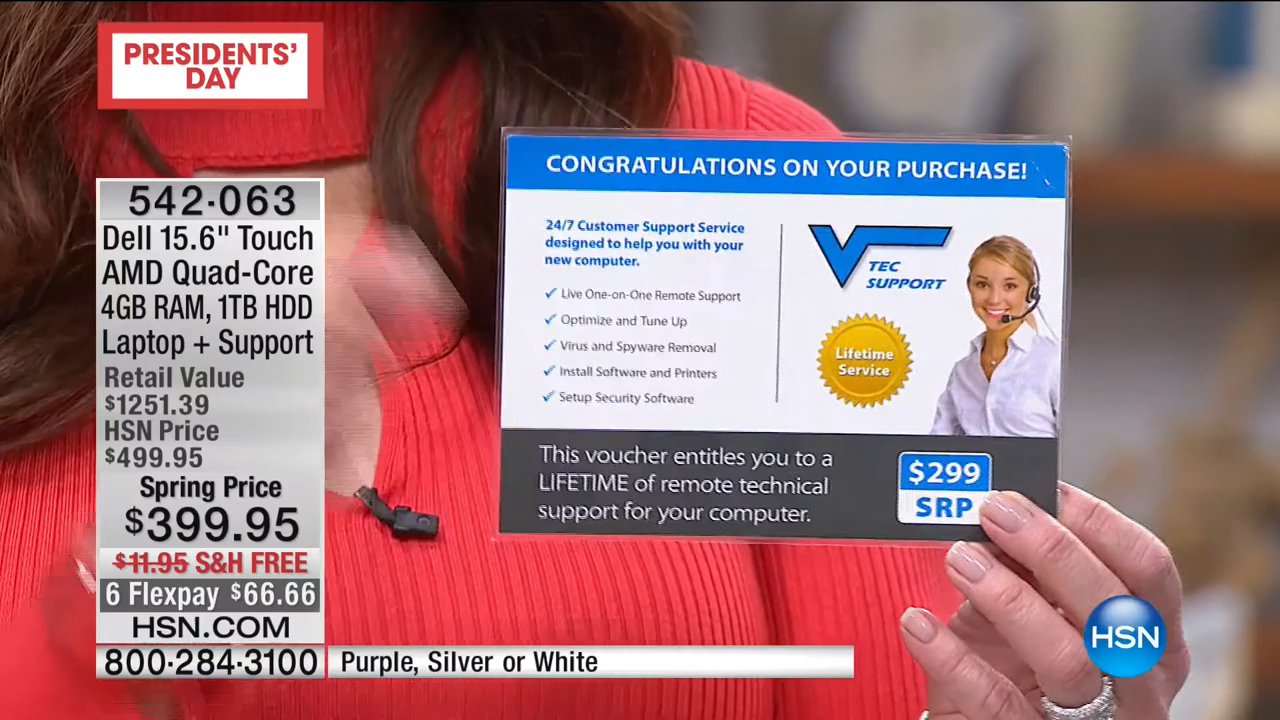 PRESIDENTS'
DAY
542-063
Dell 15.6" Touch
AMD Quad-Core
4GB RAM, 1TB HDD
Laptop + Support
Retail Value
$1251.39
HSN Price
$499.95
Spring Price
$399.95
$11.95 S&H FREE
6 Flexpay $66.66
HSN.COM
800-284-3100
Purple, Silver or White
CONGRATULATIONS ON YOUR PURCHASE!
24/7 Customer Support Service
designed to help you with your
new computer.
Live One-on-One Remote Support
Optimize and Tune Up
Virus and Spyware Removal
Install Software and Printers
Setup Security Software
V
TEC
SUPPORT
Lifetime
Service
This voucher entitles you to a
LIFETIME of remote technical
support for your computer.
$299
SRP
HSN